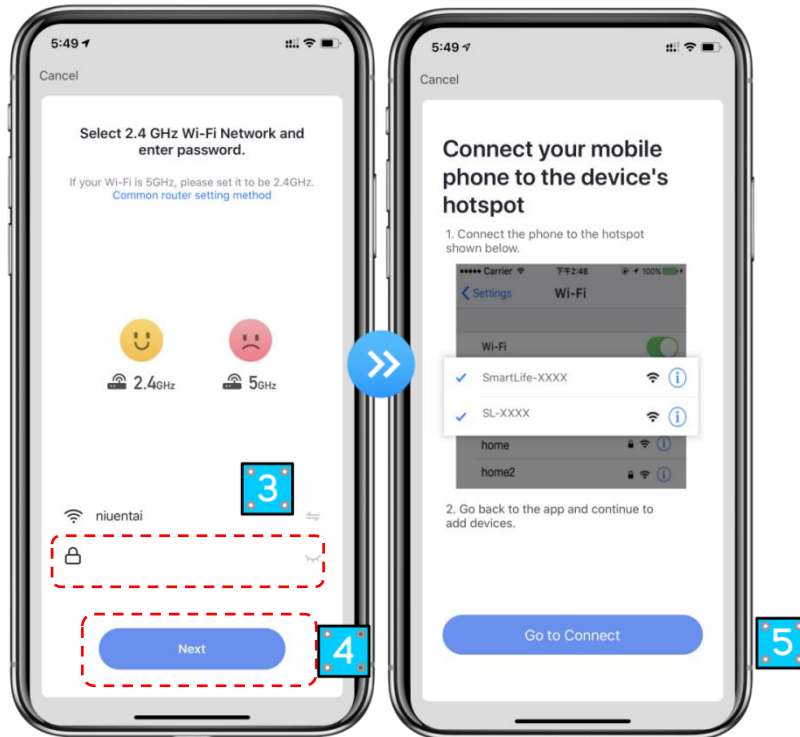 5:49
Cancel
Select 2.4 GHz Wi-Fi Network and
enter password.
If your Wi-Fi is 5GHz, please set it to be 2.4GHz.
Common router setting method
2.4GHz
5GHz
3
niuentai
Next
4
5:49
Cancel
Connect your mobile
phone to the device's
hotspot
1. Connect the phone to the hotspot
shown below.
Carrier 下午2:48 100%
Settings Wi-Fi
Wi-Fi
SmartLife-XXXX
SL-XXXX
home
home2
2. Go back to the app and continue to
add devices.
Go to Connect
5